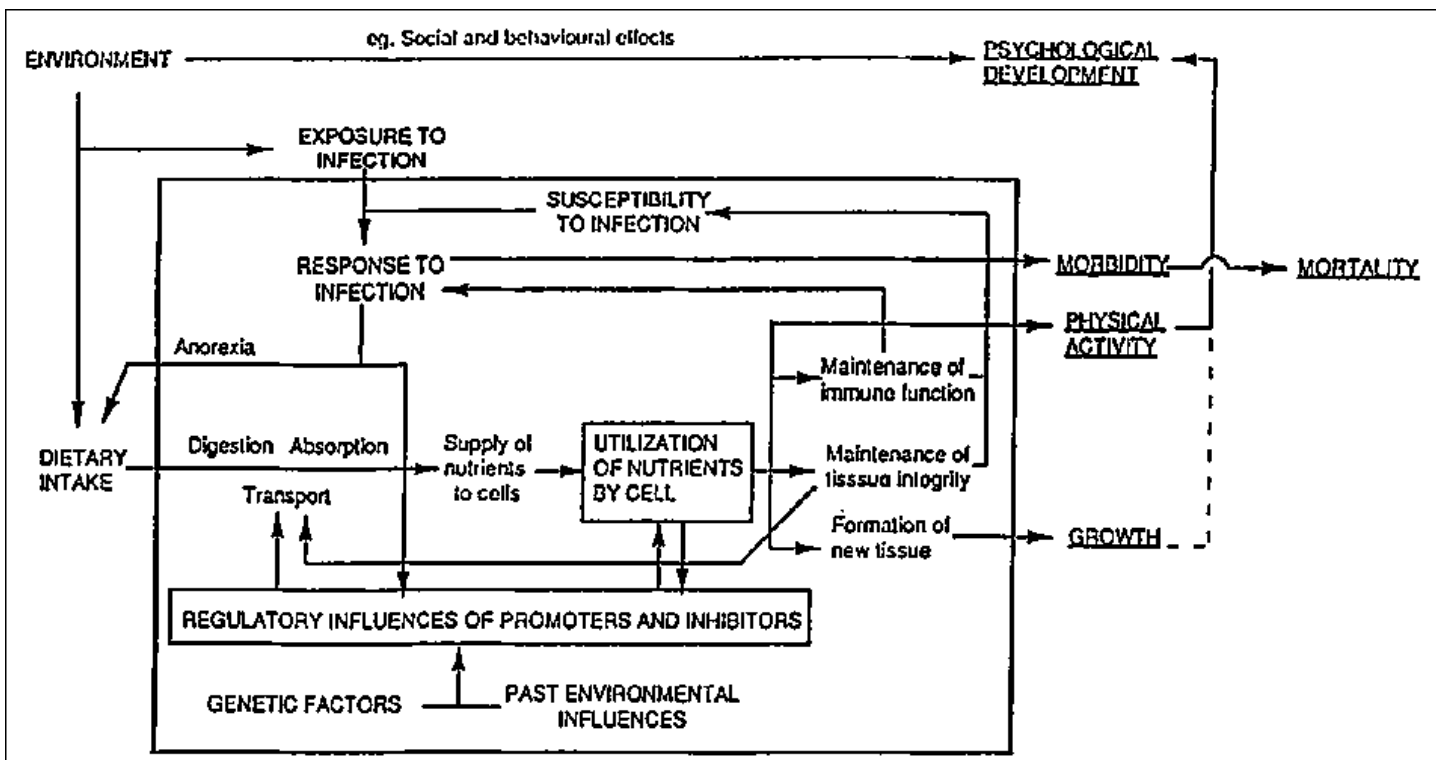 eg. Social and behavioural effects
ENVIRONMENT
PSYCHOLOGICAL
DEVELOPMENT
EXPOSURE TO
INFECTION
SUSCEPTIBILITY
TO INFECTION
RESPONSE TO
INFECTION
MORBIDITY
MORTALITY
PHYSICAL
ACTIVITY
Anorexia
Maintenance of
immune function
DIETARY
INTAKE
Digestion
Absorption
Transport
Supply of
nutrients
to cells
UTILIZATION
OF NUTRIENTS
BY CELL
Maintenance of
tissue integrity
Formation of
new tissue
GROWTH
REGULATORY INFLUENCES OF PROMOTERS AND INHIBITORS
GENETIC FACTORS
PAST ENVIRONMENTAL
INFLUENCES